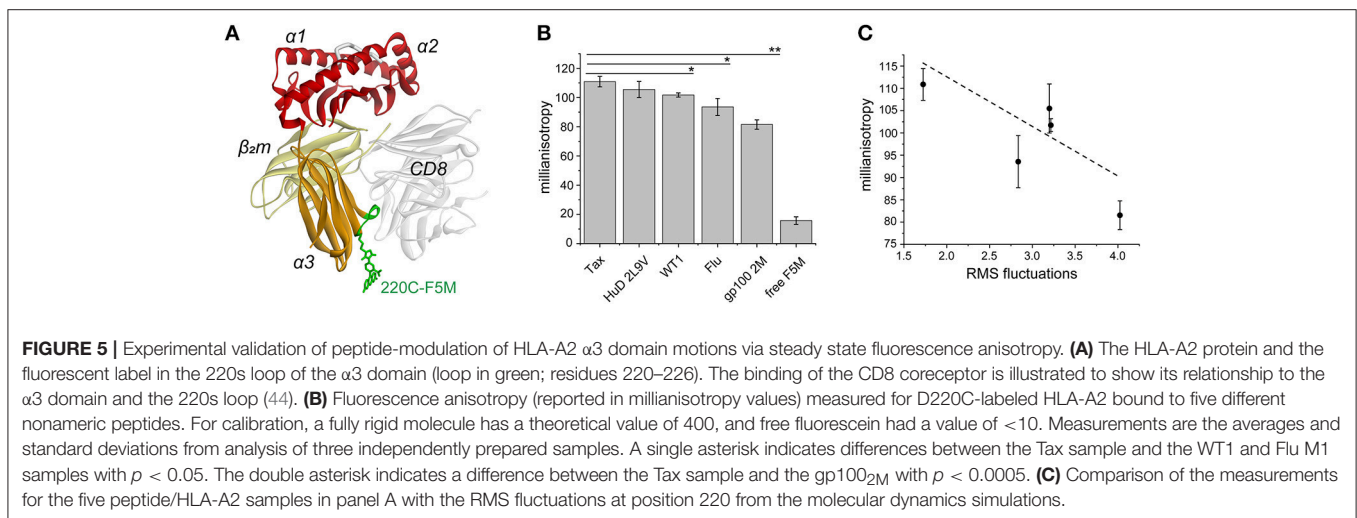 A
α1
α2
β₂m
CD8
α3
220C-F5M
B
**
*
*
millianisotropy
120
100
80
60
40
20
0
Tax
HuD 2L9V
WT1
Flu
gp100 2M
free F5M
C
millianisotropy
115
110
105
100
95
90
85
80
75
1.5
2.0
2.5
3.0
3.5
4.0
RMS fluctuations
FIGURE 5 | Experimental validation of peptide-modulation of HLA-A2 α3 domain motions via steady state fluorescence anisotropy. (A) The HLA-A2 protein and the
fluorescent label in the 220s loop of the α3 domain (loop in green; residues 220–226). The binding of the CD8 coreceptor is illustrated to show its relationship to the
α3 domain and the 220s loop (44). (B) Fluorescence anisotropy (reported in millianisotropy values) measured for D220C-labeled HLA-A2 bound to five different
nonameric peptides. For calibration, a fully rigid molecule has a theoretical value of 400, and free fluorescein had a value of <10. Measurements are the averages and
standard deviations from analysis of three independently prepared samples. A single asterisk indicates differences between the Tax sample and the WT1 and Flu M1
samples with p < 0.05. The double asterisk indicates a difference between the Tax sample and the gp100₂M with p < 0.0005. (C) Comparison of the measurements
for the five peptide/HLA-A2 samples in panel A with the RMS fluctuations at position 220 from the molecular dynamics simulations.